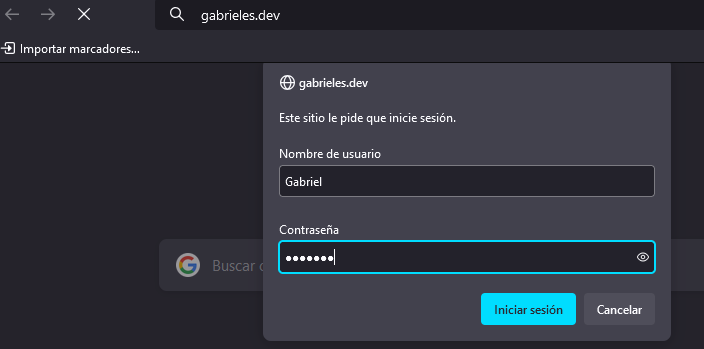 gabrieles.dev
Importar marcadores...
gabrieles.dev
Este sitio le pide que inicie sesión.
Nombre de usuario
Gabriel
Contraseña
•••••••
Buscar
Iniciar sesión
Cancelar